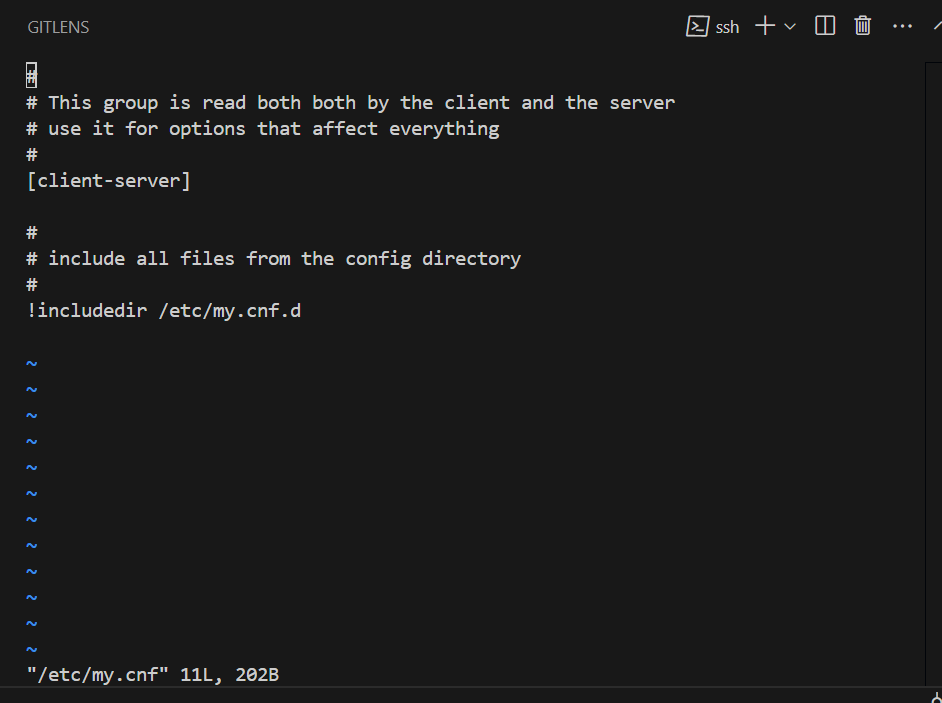 GITLENS
ssh
#
# This group is read both both by the client and the server
# use it for options that affect everything
#
[client-server]
#
# include all files from the config directory
#
!includedir /etc/my.cnf.d
~
~
~
~
~
~
~
~
~
~
~
~
"/etc/my.cnf" 11L, 202B